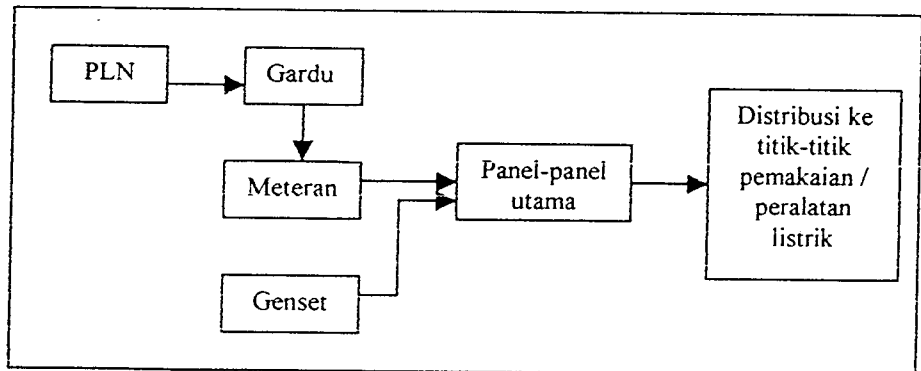 PLN
Gardu
Meteran
Genset
Panel-panel
utama
Distribusi ke
titik-titik
pemakaian /
peralatan
listrik